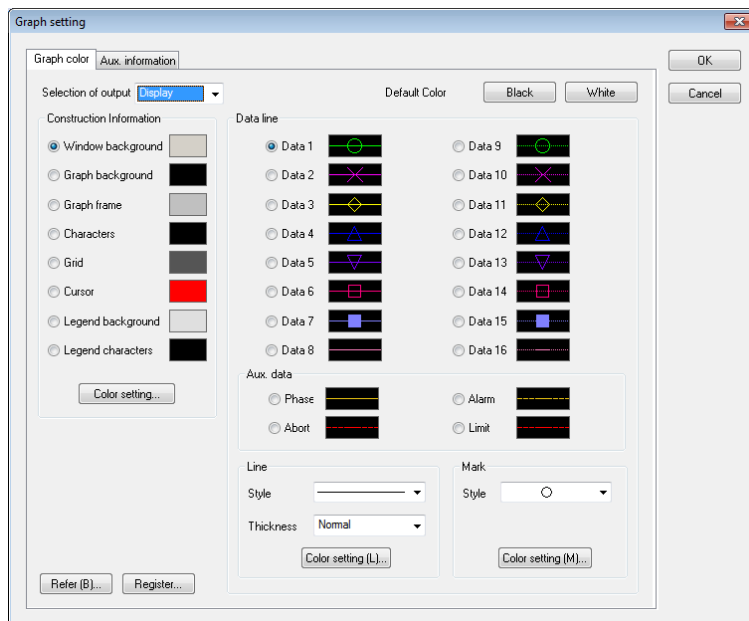 Graph setting
Graph color
Aux. information
OK
Cancel
Selection of output
Display
Default Color
Black
White
Construction Information
Window background
Graph background
Graph frame
Characters
Grid
Cursor
Legend background
Legend characters
Color setting...
Data line
Data 1
Data 2
Data 3
Data 4
Data 5
Data 6
Data 7
Data 8
Data 9
Data 10
Data 11
Data 12
Data 13
Data 14
Data 15
Data 16
Aux. data
Phase
Abort
Alarm
Limit
Line
Style
Thickness
Normal
Color setting (L)...
Mark
Style
Color setting (M)...
Refer (B)...
Register...